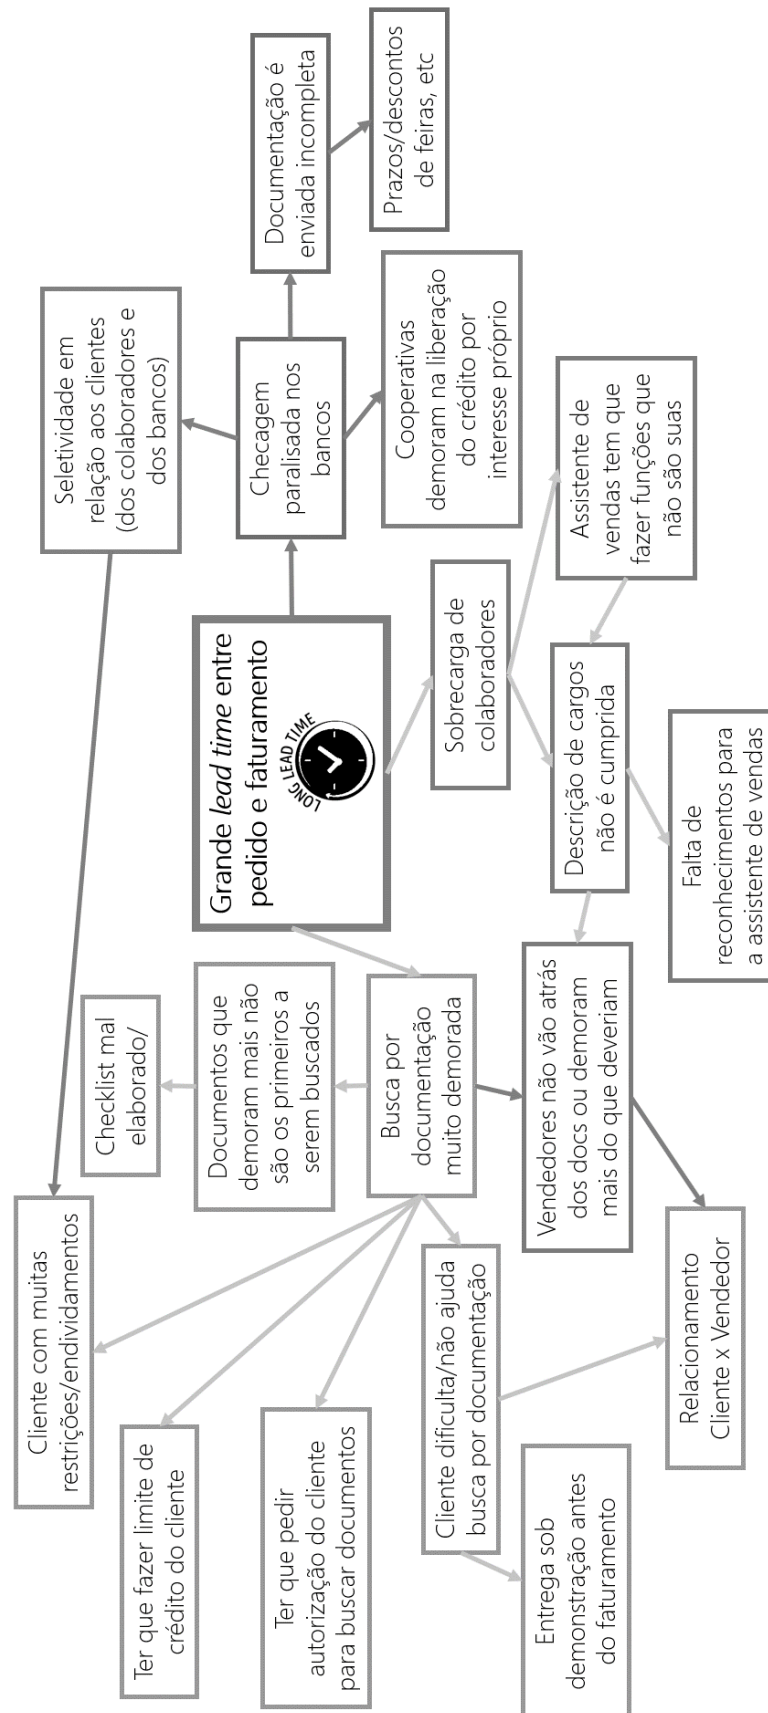 Cliente com muitas
restrições/endividamentos
Ter que fazer limite de
crédito do cliente
Ter que pedir
autorização do cliente
para buscar documentos
Cliente dificulta/não ajuda
busca por documentação
Entrega sob
demonstração antes
do faturamento
Relacionamento
Cliente x Vendedor
Checklist mal
elaborado/
Documentos que
demoram mais não
são os primeiros a
serem buscados
Busca por
documentação
muito demorada
Vendedores não vão atrás
dos docs ou demoram
mais do que deveriam
Grande lead time entre
pedido e faturamento
LONG LEAD TIME
Sobrecarga de
colaboradores
Descrição de cargos
não é cumprida
Falta de
reconhecimentos para
a assistente de vendas
Assistente de
vendas tem que
fazer funções que
não são suas
Seletividade em
relação aos clientes
(dos colaboradores e
dos bancos)
Checagem
paralisada nos
bancos
Cooperativas
demoram na liberação
do crédito por
interesse próprio
Documentação é
enviada incompleta
Prazos/descontos
de feiras, etc